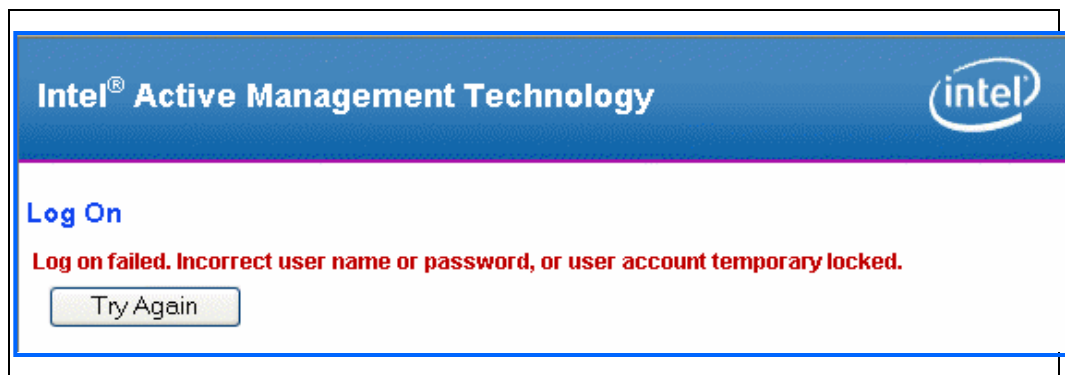 Intel® Active Management Technology
intel
Log On
Log on failed. Incorrect user name or password, or user account temporary locked.
Try Again